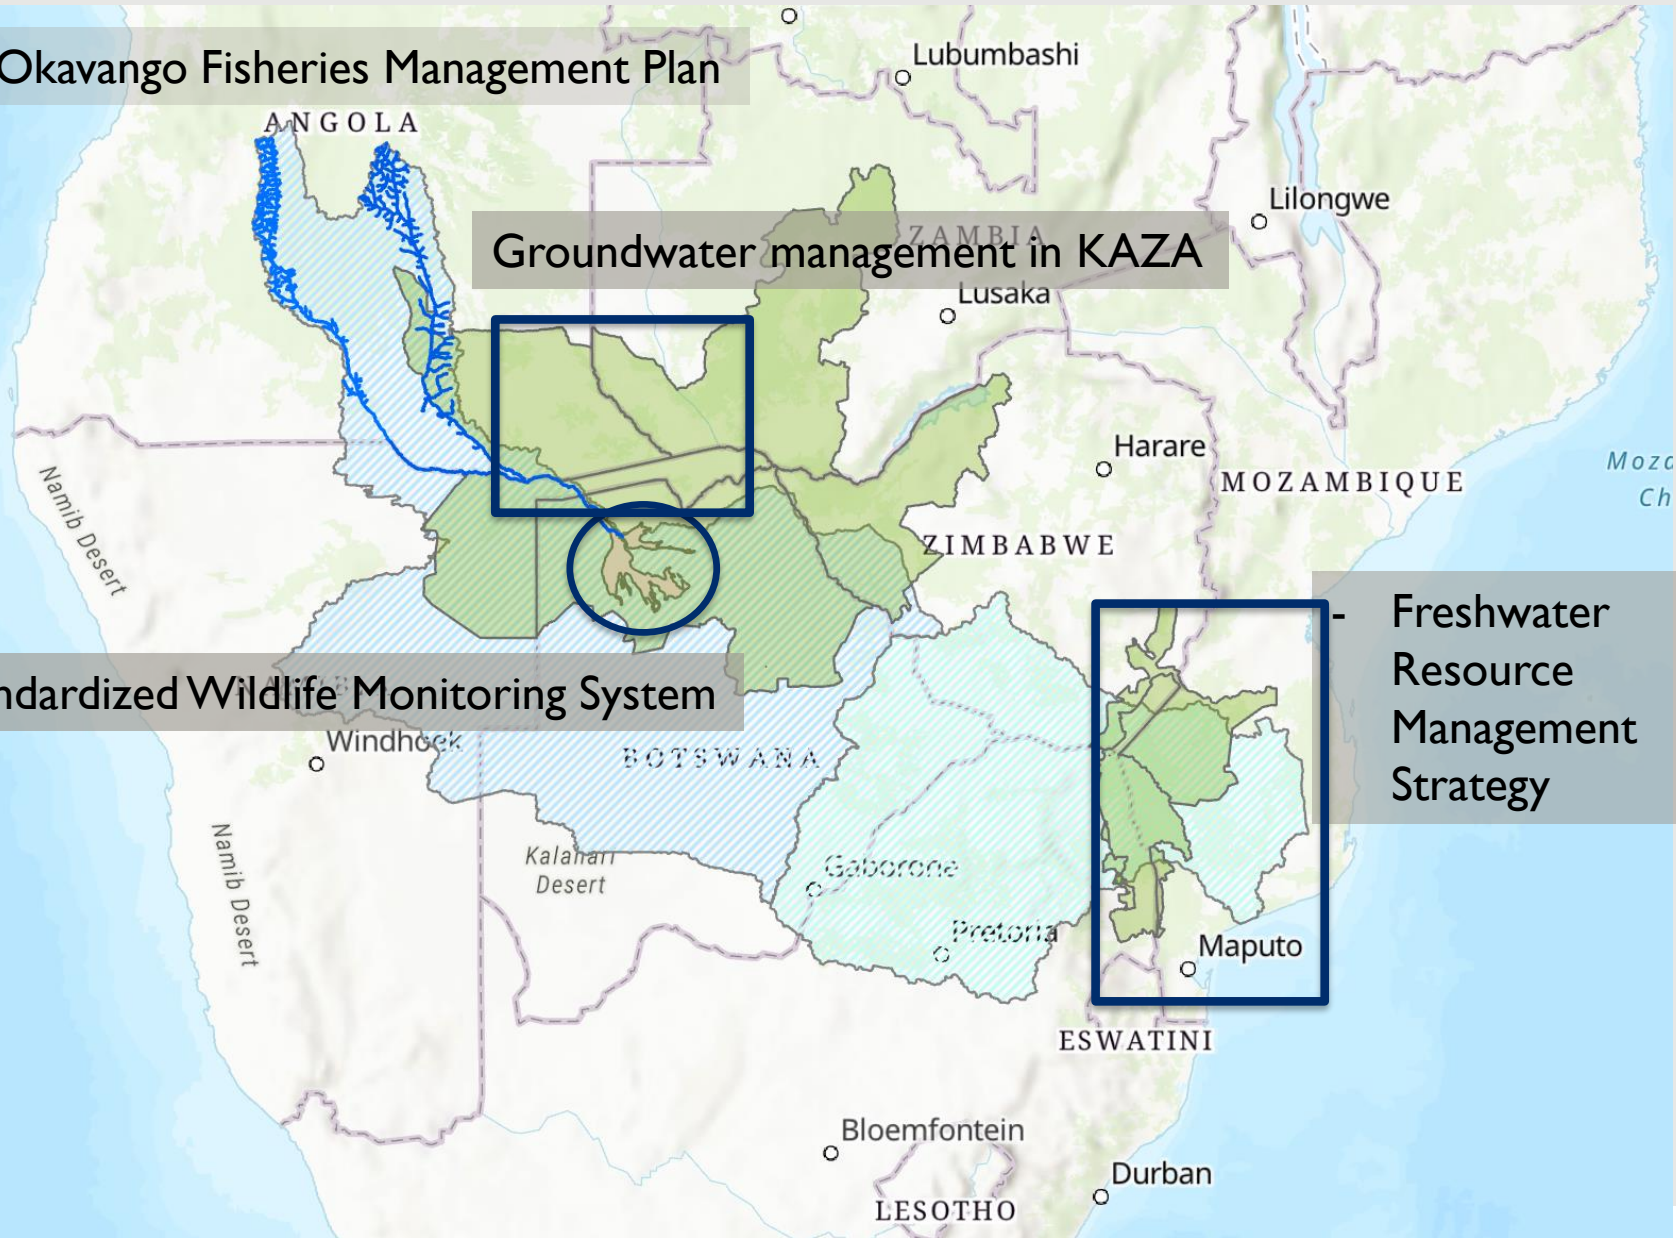 Okavango Fisheries Management Plan
Lubumbashi
ANGOLA
Lilongwe
ZAMBIA
Groundwater management in KAZA
Lusaka
Harare
MOZAMBIQUE
Namib Desert
ZIMBABWE
- Freshwater
Resource
Management
Strategy
ndardized Wildlife Monitoring System
Windhoek
BOTSWANA
Namib Desert
Kalahari
Desert
Gaborone
Pretoria
Maputo
ESWATINI
Bloemfontein
Durban
LESOTHO